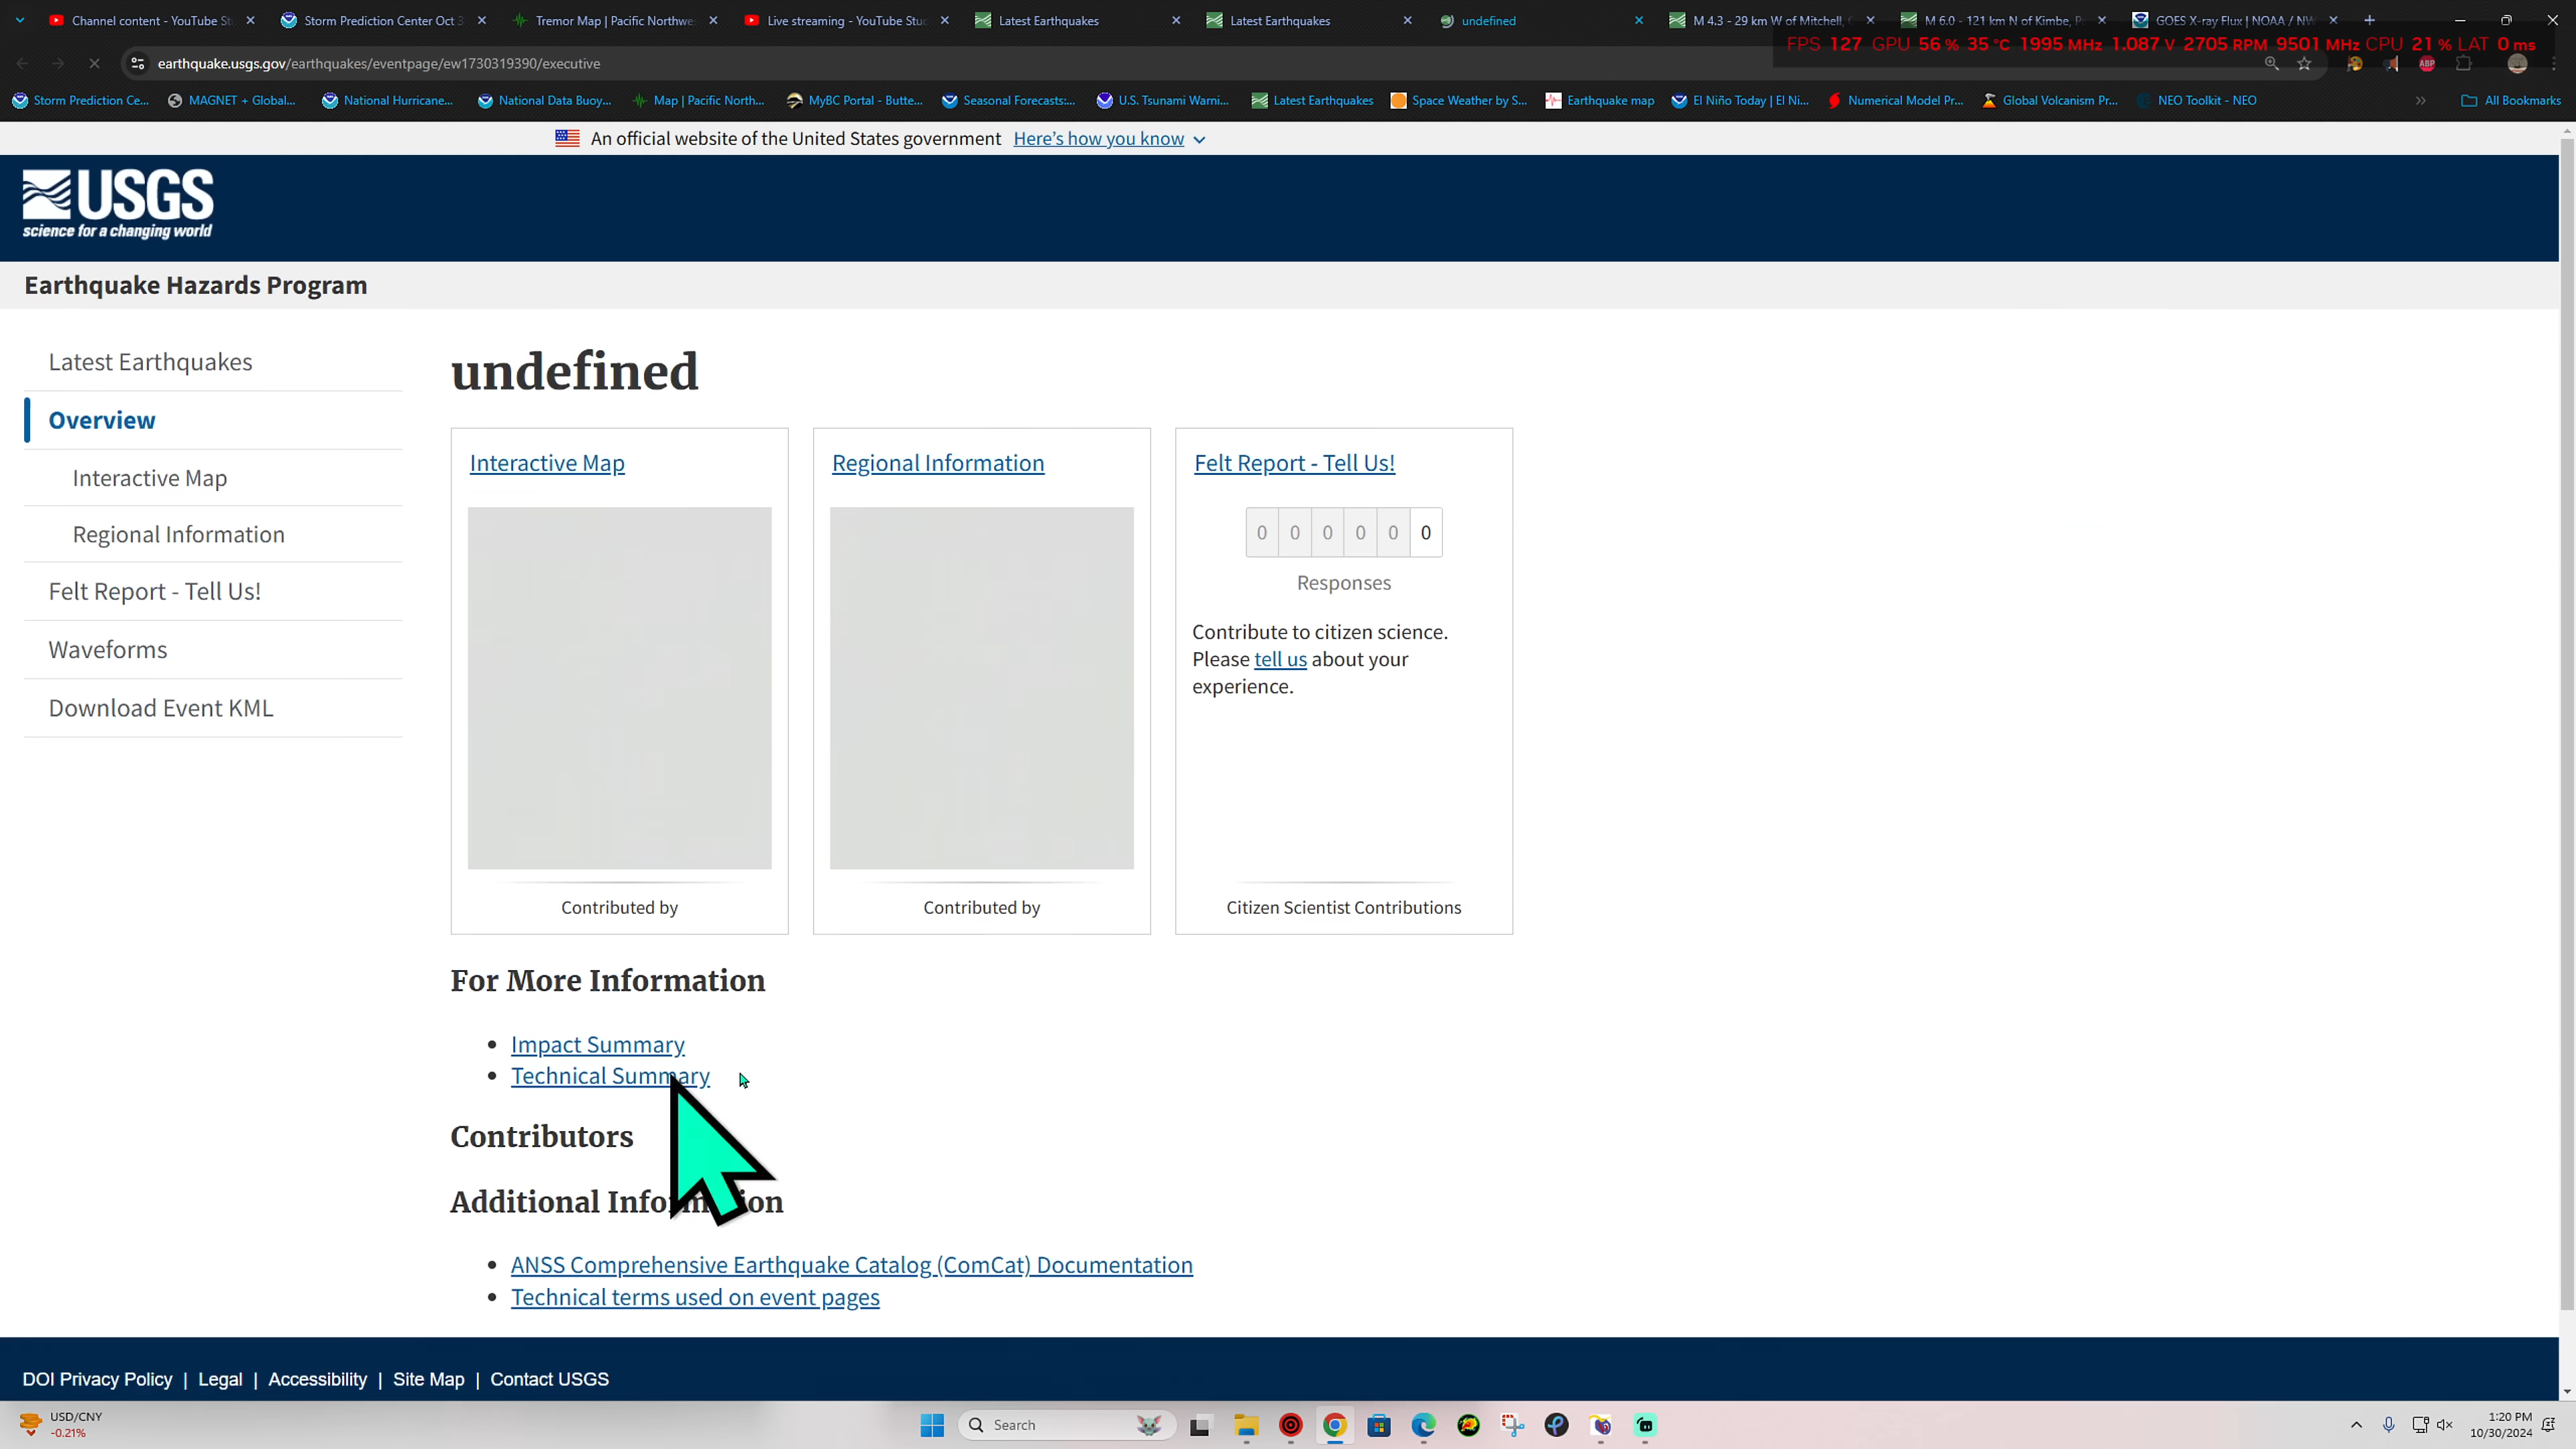 Channel content - YouTube St
Storm Prediction Center Oct 3
Tremor Map | Pacific Northwe
Live streaming - YouTube Stu
Latest Earthquakes
Latest Earthquakes
undefined
M 4.3 - 29 km W of Mitchell,
M 6.0 - 121 km N of Kimbe, P
GOES X-ray Flux | NOAA / NW
FPS 127 GPU 56 % 35 °C 1995 MHz 1.087 V 2705 RPM 9501 MHz CPU 21 % LAT 0 ms
earthquake.usgs.gov/earthquakes/eventpage/ew1730319390/executive
ABP
Storm Prediction Ce...
MAGNET + Global...
National Hurricane...
National Data Buoy...
Map | Pacific North...
MyBC Portal - Butte...
Seasonal Forecasts:...
U.S. Tsunami Warni...
Latest Earthquakes
Space Weather by S...
Earthquake map
El Niño Today | El Ni...
Numerical Model Pr...
Global Volcanism Pr...
NEO Toolkit - NEO
All Bookmarks
An official website of the United States government Here's how you know
USGS
science for a changing world
Earthquake Hazards Program
Latest Earthquakes
Overview
Interactive Map
Regional Information
Felt Report - Tell Us!
Waveforms
Download Event KML
undefined
Interactive Map
Contributed by
Regional Information
Contributed by
Felt Report - Tell Us!
0 0 0 0 0 0
Responses
Contribute to citizen science.
Please tell us about your
experience.
Citizen Scientist Contributions
For More Information
Impact Summary
Technical Summary
Contributors
Additional Information
ANSS Comprehensive Earthquake Catalog (ComCat) Documentation
Technical terms used on event pages
DOI Privacy Policy | Legal | Accessibility | Site Map | Contact USGS
USD/CNY
-0.21%
Search
1:20 PM
10/30/2024